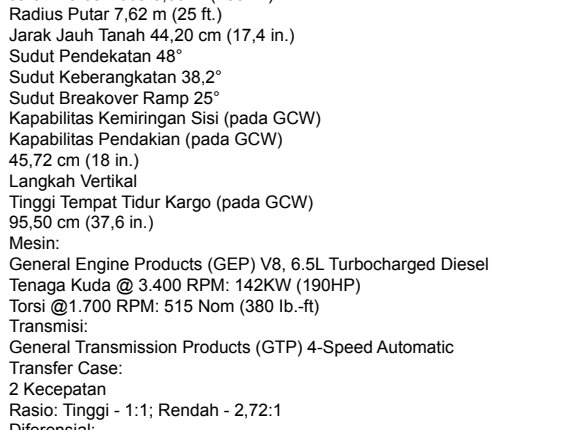 Radius Putar 7,62 m (25 ft.)
Jarak Jauh Tanah 44,20 cm (17,4 in.)
Sudut Pendekatan 48°
Sudut Keberangkatan 38,2°
Sudut Breakover Ramp 25°
Kapabilitas Kemiringan Sisi (pada GCW)
Kapabilitas Pendakian (pada GCW)
45,72 cm (18 in.)
Langkah Vertikal
Tinggi Tempat Tidur Kargo (pada GCW)
95,50 cm (37,6 in.)
Mesin:
General Engine Products (GEP) V8, 6.5L Turbocharged Diesel
Tenaga Kuda @ 3.400 RPM: 142KW (190HP)
Torsi @1.700 RPM: 515 Nom (380 lb.-ft)
Transmisi:
General Transmission Products (GTP) 4-Speed Automatic
Transfer Case:
2 Kecepatan
Rasio: Tinggi - 1:1; Rendah - 2,72:1
Diferensial: